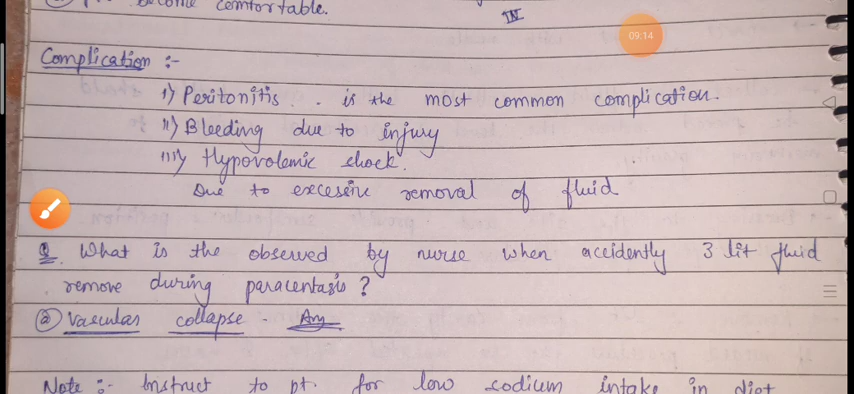 become comfortable.
IV
09:14
Complication :-
i) Peritonitis . . is the most common complication.
ii) Bleeding due to injury
iii) Hypovolemic shock.
Due to excesive removal of fluid
Q. What is the observed by nurse when accidently 3 lit fluid
remove during paracentasis ?
(a) Vascular collapse - Ans
Note :- Instruct to pt. for low sodium intake in diet